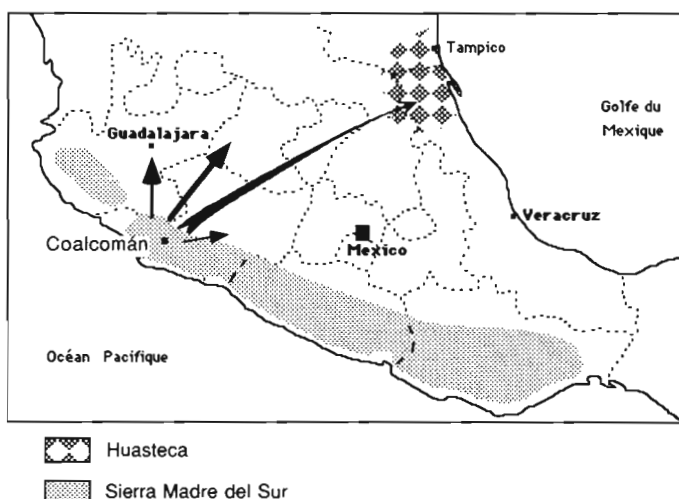 Tampico
Golfe du
Mexique
Guadalajara
Veracruz
Coalcomán
Mexico
Océan Pacifique
Huasteca
Sierra Madre del Sur